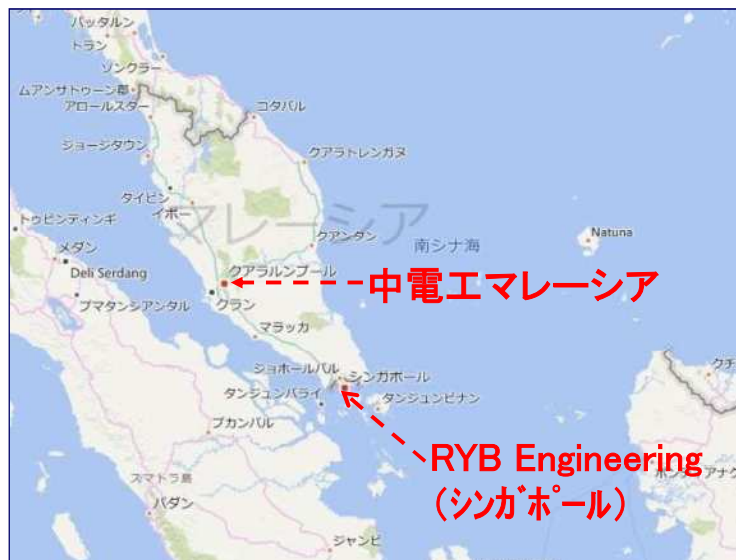 パッタルン
トラン
ソンクラー
ムアンサトゥーン郡
アロールスター
コタバル
ジョージタウン
クアラトレンガヌ
タイピン
イポー
マレーシア
トゥビンティンギ
クアンタン
南シナ海
Natuna
メダン
Deli Serdang
クアラルンプール
中電工マレーシア
クラン
プマタンシアンタル
マラッカ
ジョホールバル
シンガポール
クチ
タンジュンバライ
タンジュンピナン
プカンバル
RYB Engineering
(シンガポール)
スマトラ島
パダン
ジャンビ